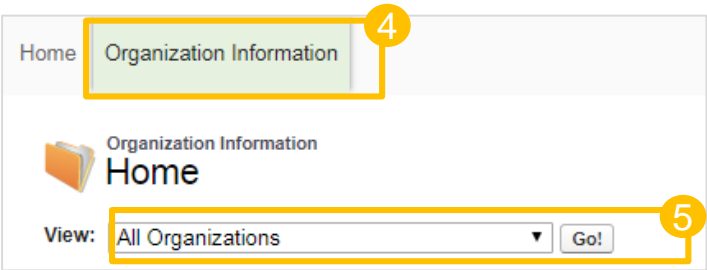 4
Home Organization Information
Organization Information
Home
5
View: All Organizations Go!